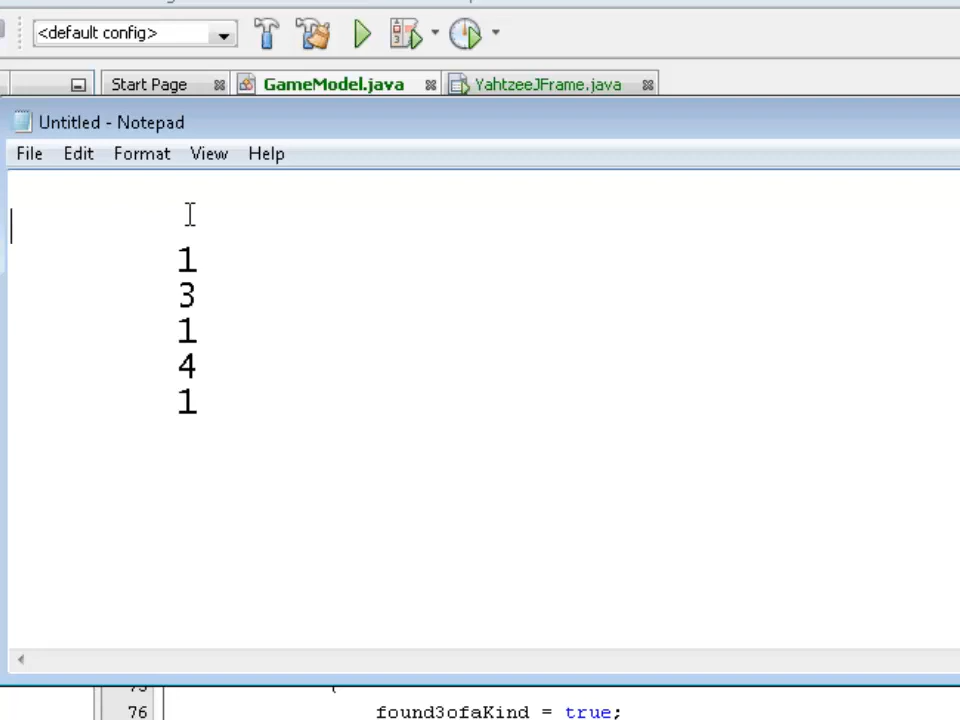 <default config>
Start Page
GameModel.java
YahtzeeJFrame.java
Untitled - Notepad
File Edit Format View Help
1
3
1
4
1
76 found3ofaKind = true;